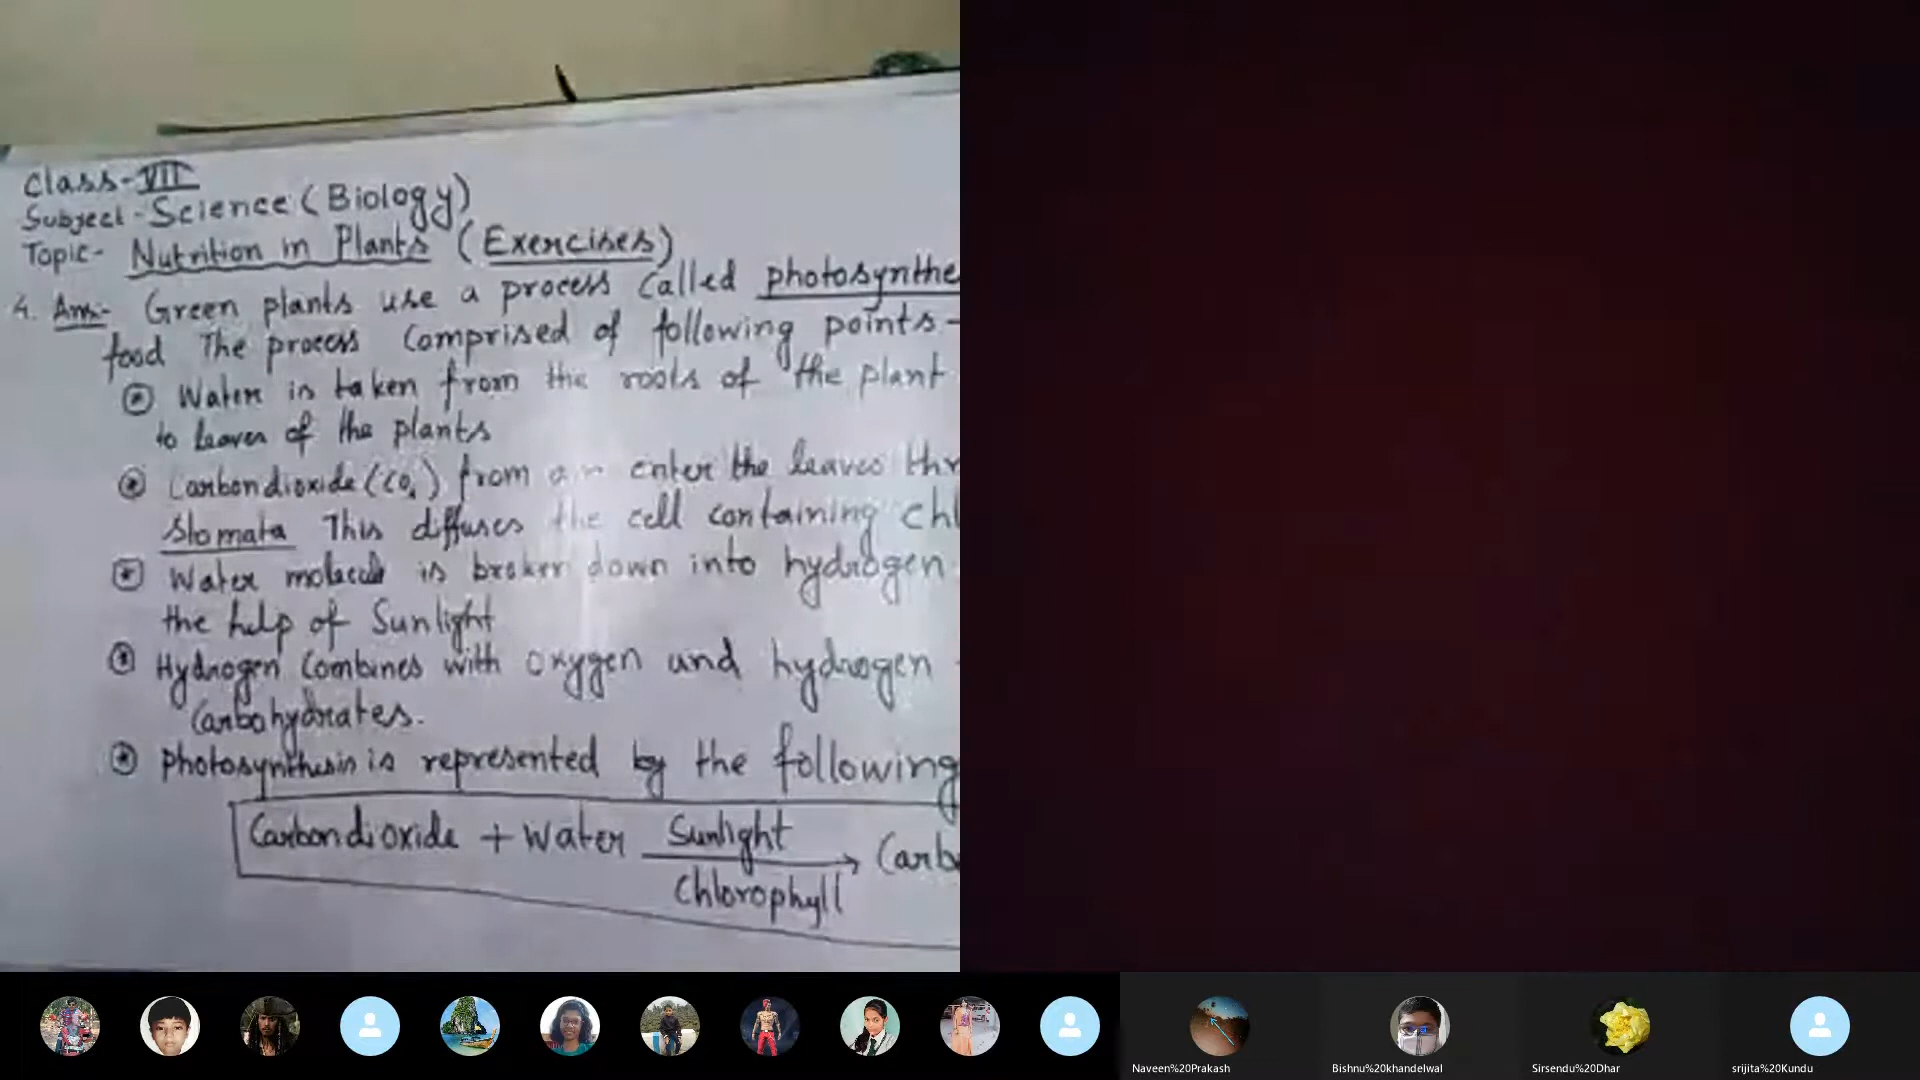 Class-VII
Subject-Science (Biology)
Topic- Nutrition in Plants (Exercises)
4. Ans- Green plants use a process called photosynthe
food The process comprised of following points-
Water is taken from the roots of the plant
to leaves of the plants
Carbondioxide (CO2) from air enter the leaves thr
Stomata This diffuses the cell containing chl
Water molecule is broken down into hydrogen
the help of Sunlight
Hydrogen combines with oxygen and hydrogen
Carbohydrates.
photosynthesis is represented by the following
Carbondioxide + Water Sunlight Carb
Chlorophyll
Naveen%20Prakash Bishnu%20khandelwal Sirsendu%20Dhar srijita%20Kundu